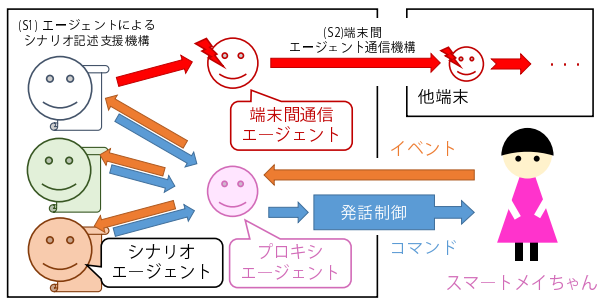 (S1) エージェントによる
シナリオ記述支援機構
(S2)端末間
エージェント通信機構
・・・
他端末
端末間通信
エージェント
イベント
発話制御
コマンド
シナリオ
エージェント
プロキシ
エージェント
スマートメイちゃん